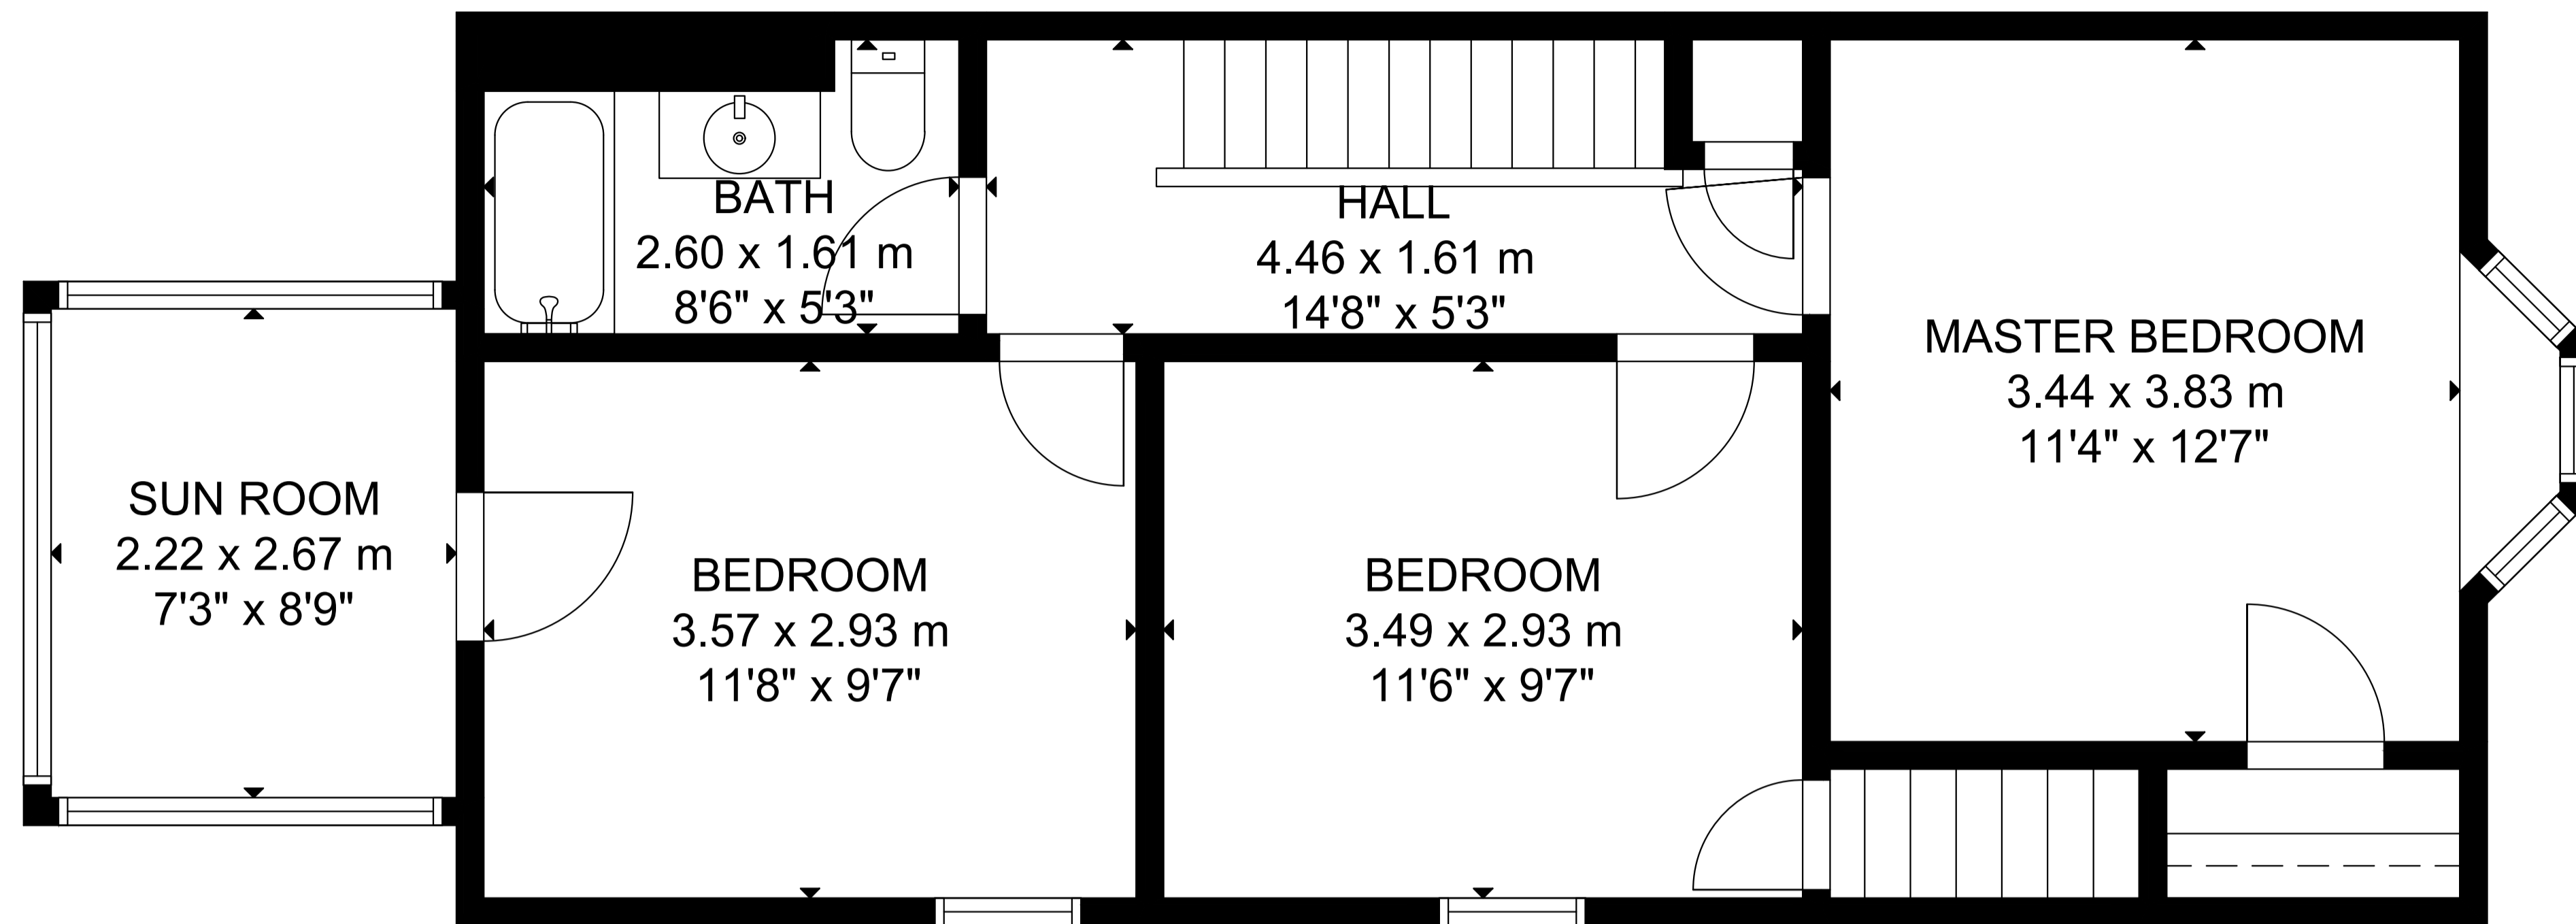 BATH
2.60 x 1.61 m
8'6" x 5'3"
HALL
4.46 x 1.61 m
14'8" x 5'3"
MASTER BEDROOM
3.44 x 3.83 m
11'4" x 12'7"
SUN ROOM
2.22 x 2.67 m
7'3" x 8'9"
BEDROOM
3.57 x 2.93 m
11'8" x 9'7"
BEDROOM
3.49 x 2.93 m
11'6" x 9'7"